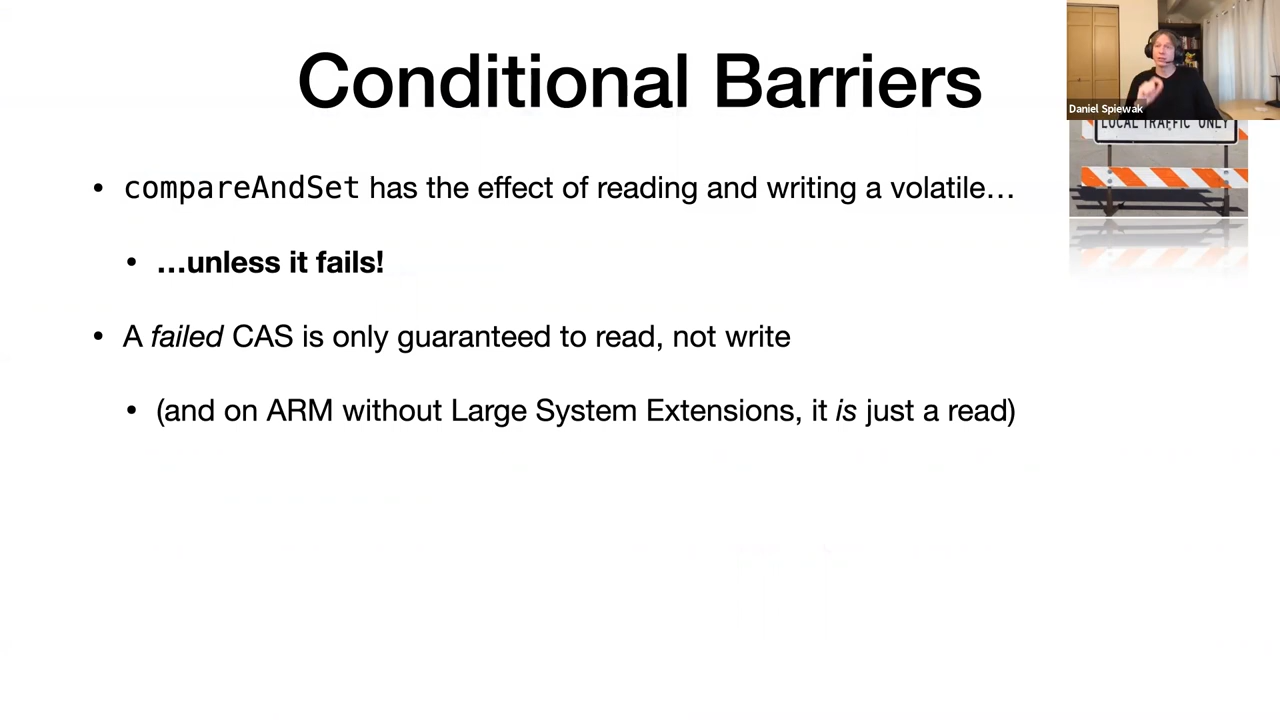 Conditional Barriers
Daniel Spiewak
LOCAL TRAFFIC ONLY
• compareAndSet has the effect of reading and writing a volatile…
• …unless it fails!
• A failed CAS is only guaranteed to read, not write
• (and on ARM without Large System Extensions, it is just a read)